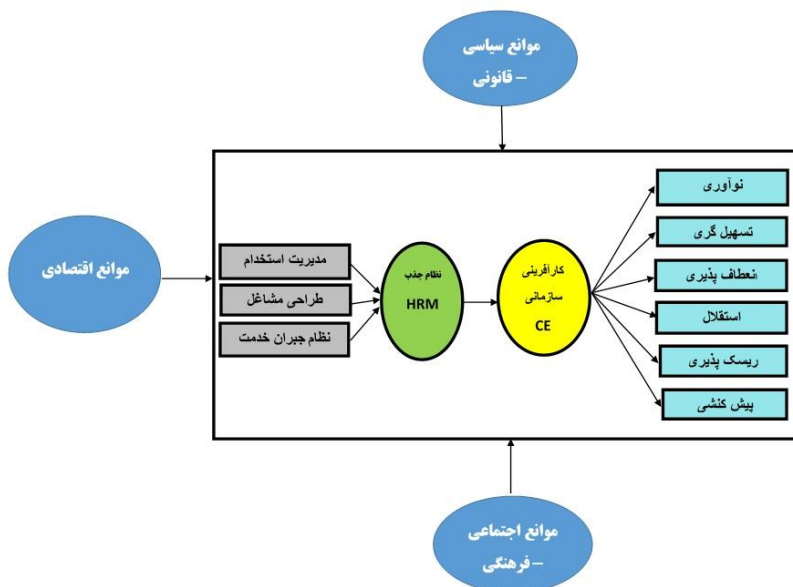 موانع سیاسی
– قانونی
موانع اقتصادی
مدیریت استخدام
طراحی مشاغل
نظام جبران خدمت
نظام جذب
HRM
کارآفرینی
سازمانی
CE
نوآوری
تسهیل گری
انعطاف پذیری
استقلال
ریسک پذیری
پیش کنشی
موانع اجتماعی
– فرهنگی